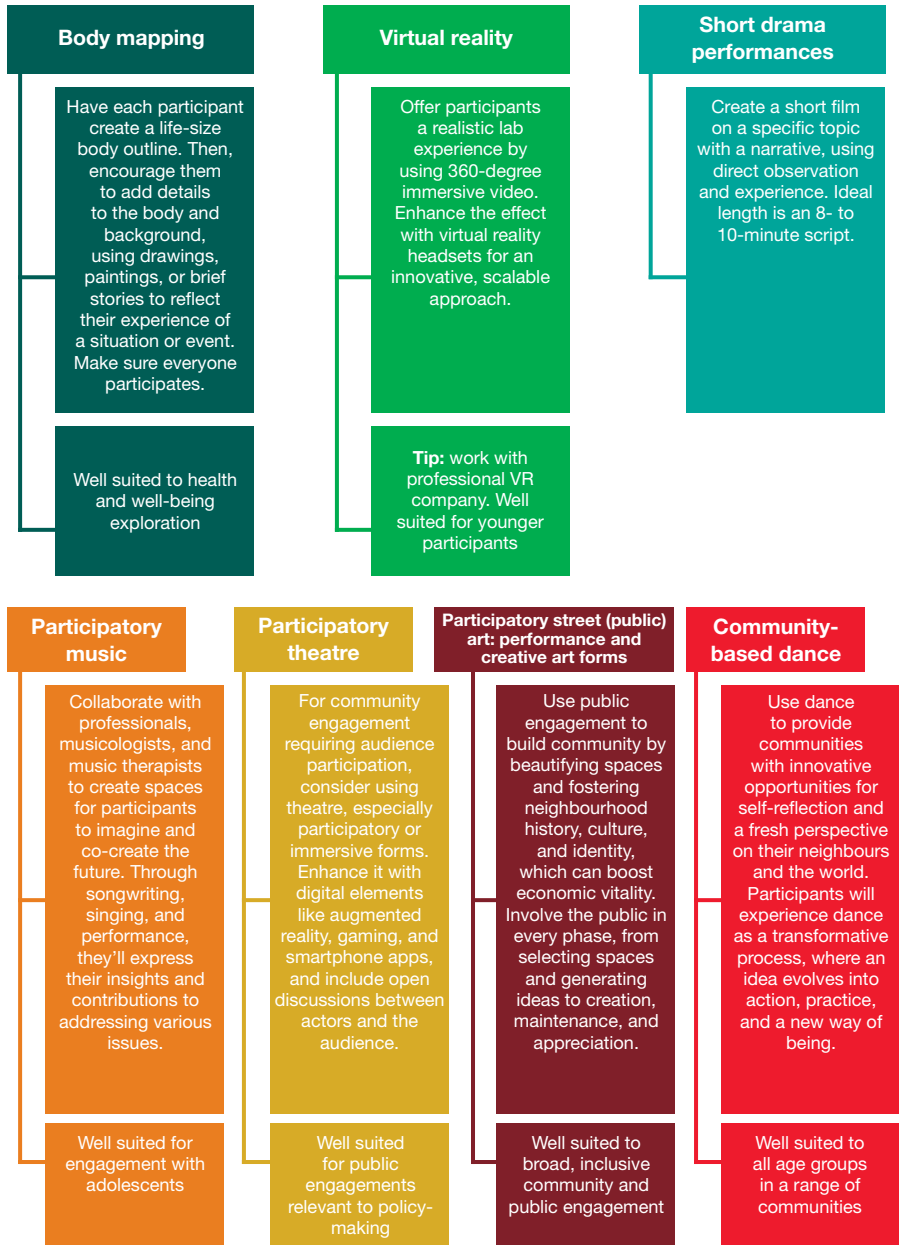 Body mapping
Have each participant
create a life-size
body outline. Then,
encourage them
to add details
to the body and
background,
using drawings,
paintings, or brief
stories to reflect
their experience of
a situation or event.
Make sure everyone
participates.
Well suited to health
and well-being
exploration
Virtual reality
Offer participants
a realistic lab
experience by
using 360-degree
immersive video.
Enhance the effect
with virtual reality
headsets for an
innovative, scalable
approach.
Tip: work with
professional VR
company. Well
suited for younger
participants
Short drama
performances
Create a short film
on a specific topic
with a narrative, using
direct observation
and experience. Ideal
length is an 8- to
10-minute script.
Participatory
music
Collaborate with
professionals,
musicologists, and
music therapists
to create spaces
for participants
to imagine and
co-create the
future. Through
songwriting,
singing, and
performance,
they’ll express
their insights and
contributions to
addressing various
issues.
Well suited for
engagement with
adolescents
Participatory
theatre
For community
engagement
requiring audience
participation,
consider using
theatre, especially
participatory or
immersive forms.
Enhance it with
digital elements
like augmented
reality, gaming, and
smartphone apps,
and include open
discussions between
actors and the
audience.
Well suited
for public
engagements
relevant to policy-
making
Participatory street (public)
art: performance and
creative art forms
Use public
engagement to
build community by
beautifying spaces
and fostering
neighbourhood
history, culture,
and identity,
which can boost
economic vitality.
Involve the public in
every phase, from
selecting spaces
and generating
ideas to creation,
maintenance, and
appreciation.
Well suited to
broad, inclusive
community and
public engagement
Community-
based dance
Use dance
to provide
communities
with innovative
opportunities for
self-reflection and
a fresh perspective
on their neighbours
and the world.
Participants will
experience dance
as a transformative
process, where an
idea evolves into
action, practice,
and a new way of
being.
Well suited to
all age groups
in a range of
communities